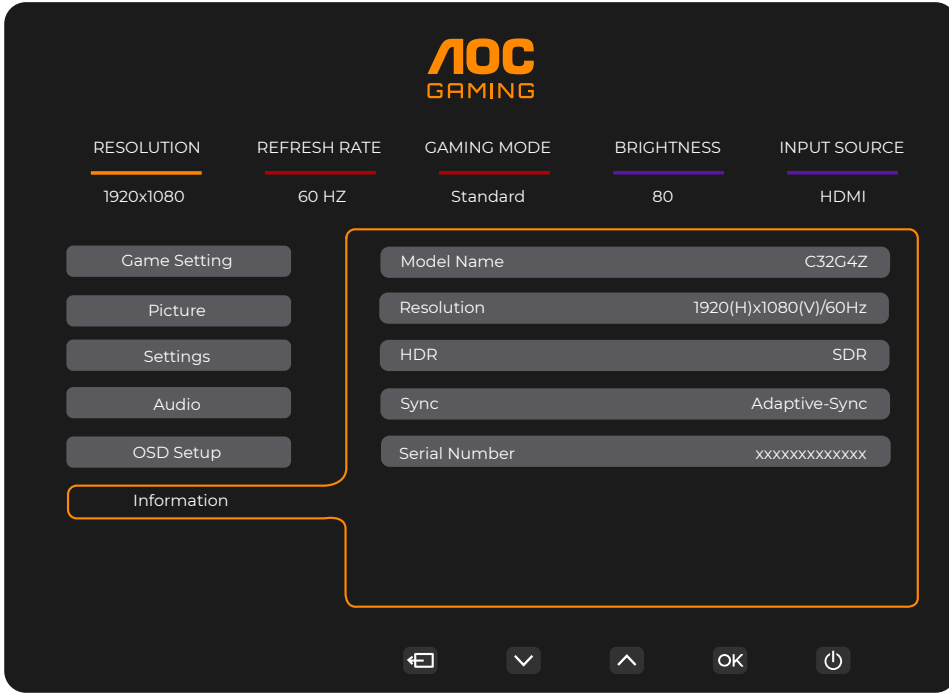 AOC
GAMING
RESOLUTION REFRESH RATE GAMING MODE BRIGHTNESS INPUT SOURCE
1920x1080 60 HZ Standard 80 HDMI
Game Setting
Model Name C32G4Z
Picture
Resolution 1920(H)x1080(V)/60Hz
Settings
HDR SDR
Audio
Sync Adaptive-Sync
OSD Setup
Serial Number xxxxxxxxxxxxx
Information
OK